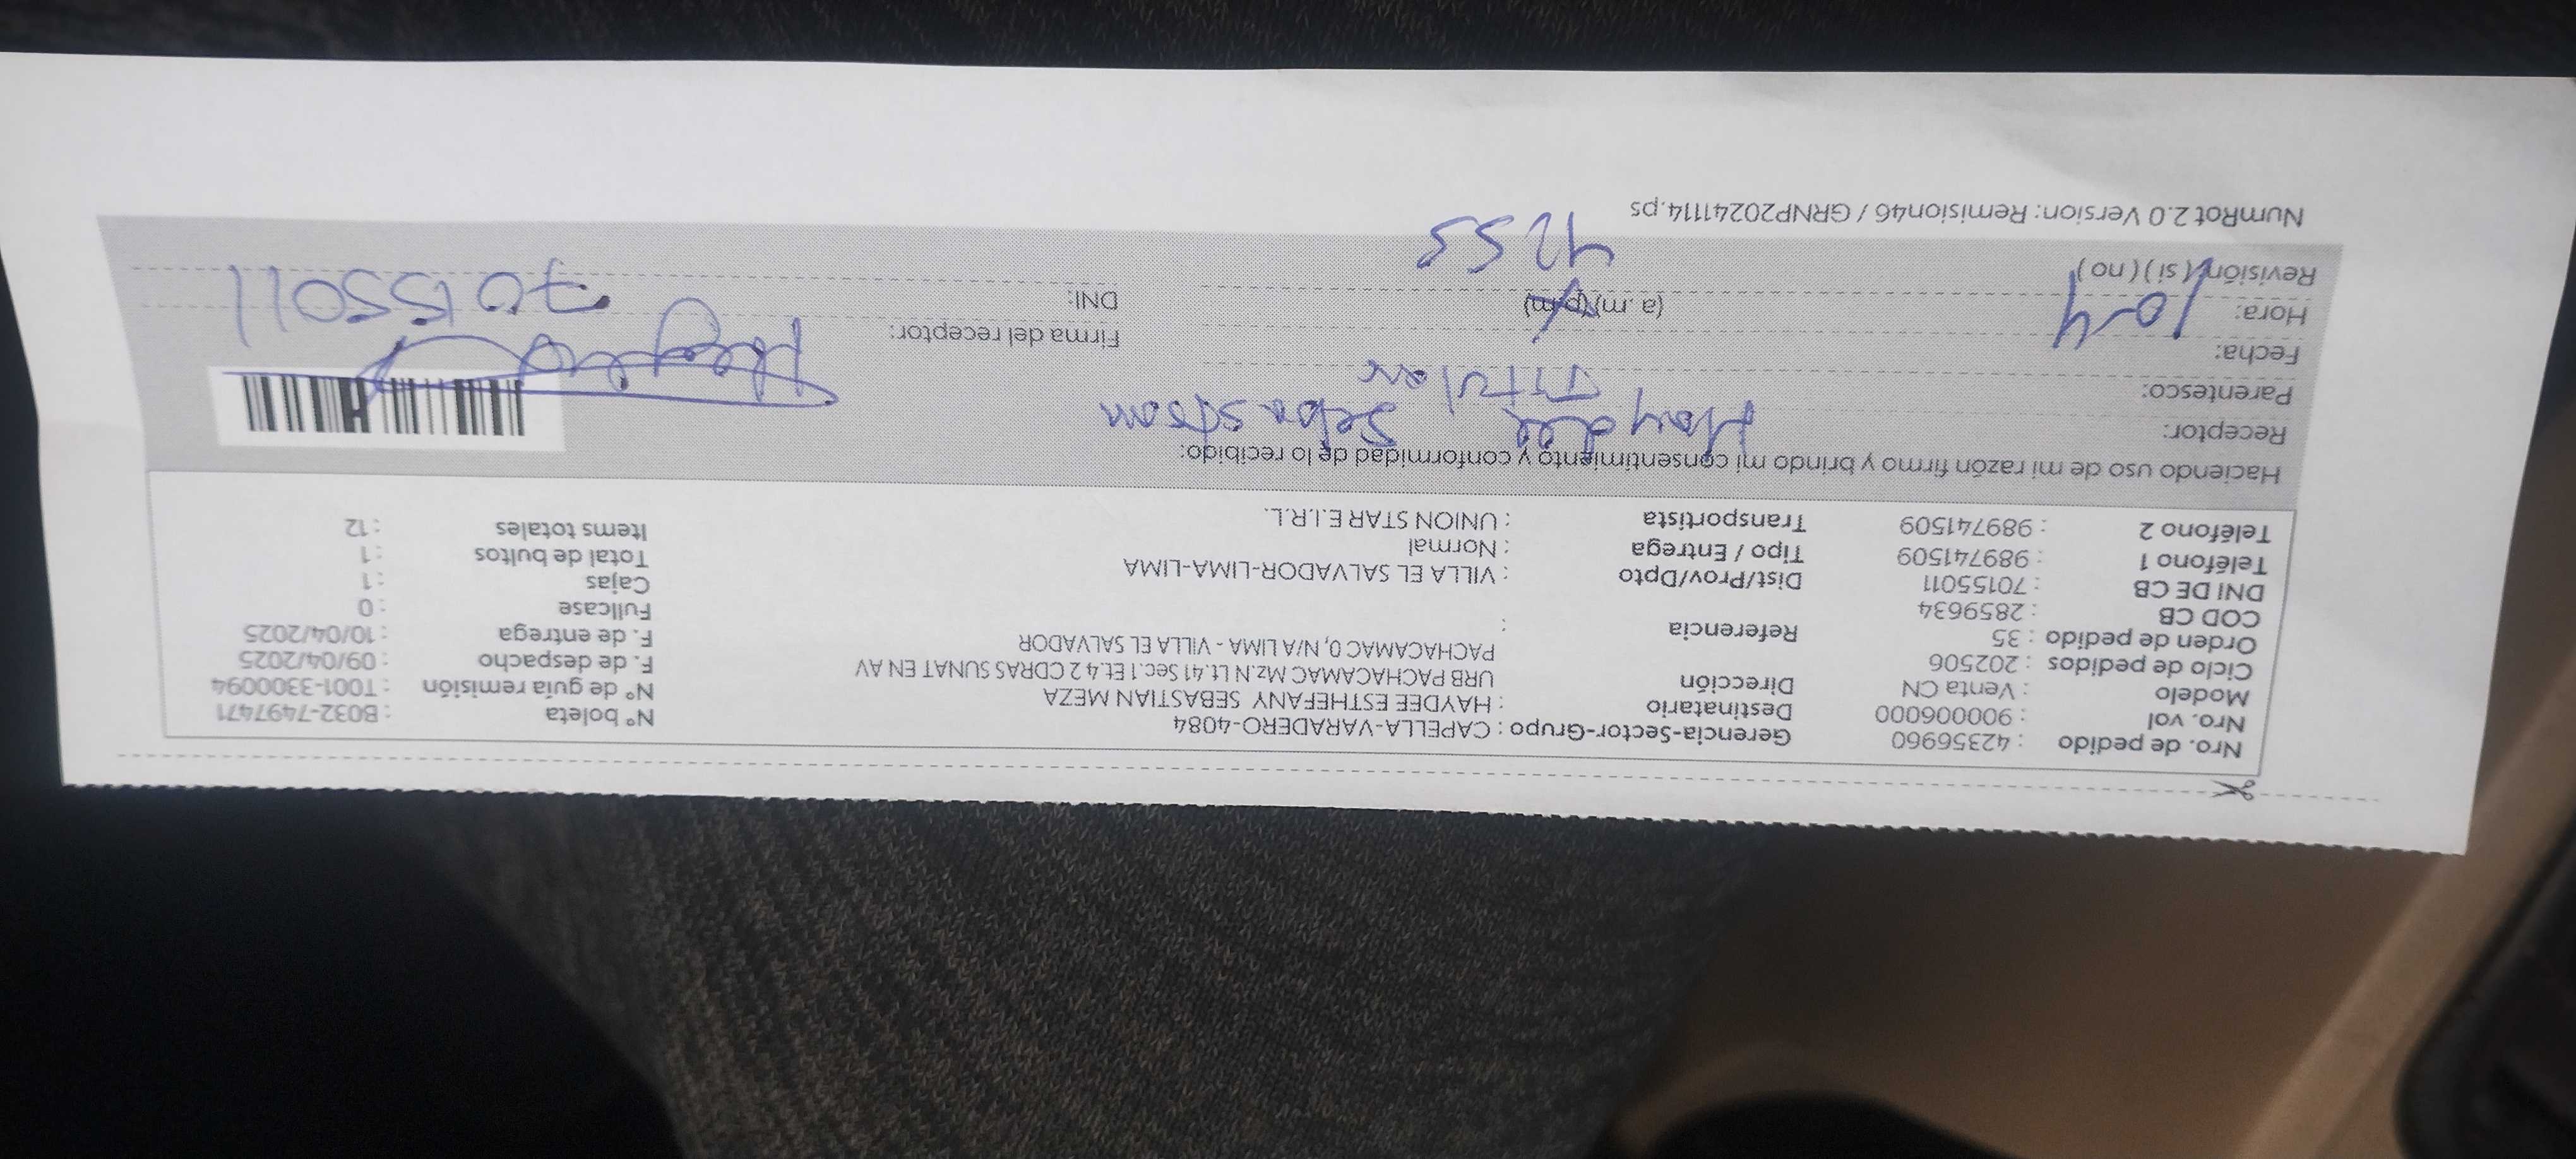 Nro. de pedido : 42356960 Gerencia-Sector-Grupo : CAPELLA-VARADERO-4084 N° boleta : B032-7497471
Nro. vol : 900006000 Destinatario : HAYDEE ESTHEFANY SEBASTIAN MEZA N° de guía remisión : T001-3300094
Modelo : Venta CN Dirección URB PACHACAMAC Mz.N Lt.41 Sec.1 Et.4 2 CDRAS SUNAT EN AV F. de despacho : 09/04/2025
Ciclo de pedidos : 202506 PACHACAMAC 0, N/A LIMA - VILLA EL SALVADOR F. de entrega : 10/04/2025
Orden de pedido : 35 Referencia : Fullcase : 0
COD CB : 2859634 Dist/Prov/Dpto : VILLA EL SALVADOR-LIMA-LIMA Cajas : 1
DNI DE CB : 70155011 Tipo / Entrega : Normal Total de bultos : 1
Teléfono 1 : 989741509 Transportista : UNION STAR E.I.R.L. Items totales : 12
Teléfono 2 : 989741509
Haciendo uso de mi razón firmo y brindo mi consentimiento y conformidad de lo recibido:
Receptor: Haydee Sebastian
Parentesco: Titular
Fecha: 10-4 Firma del receptor:
Hora: (a.m)(p.m) DNI: 70155011
Revisión ( si ) ( no ) 1255
NumRot 2.0 Version: Remision46 / GRNP202411114.ps